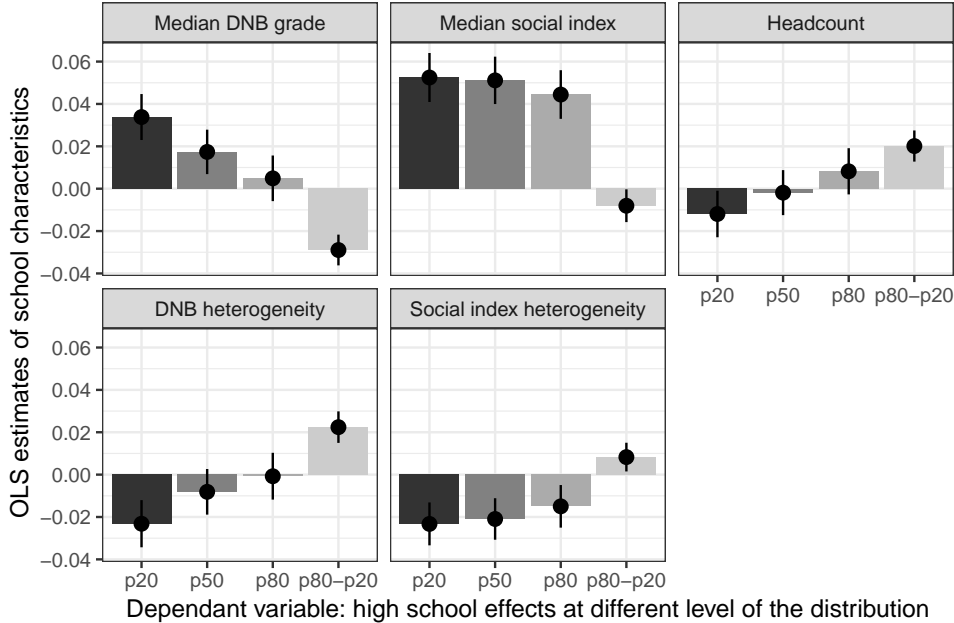 Median DNB grade
Median social index
Headcount
0.06
0.04
0.02
0.00
−0.02
−0.04
p20 p50 p80 p80−p20
DNB heterogeneity
Social index heterogeneity
0.06
0.04
0.02
0.00
−0.02
−0.04
p20 p50 p80 p80−p20
p20 p50 p80 p80−p20
OLS estimates of school characteristics
Dependant variable: high school effects at different level of the distribution